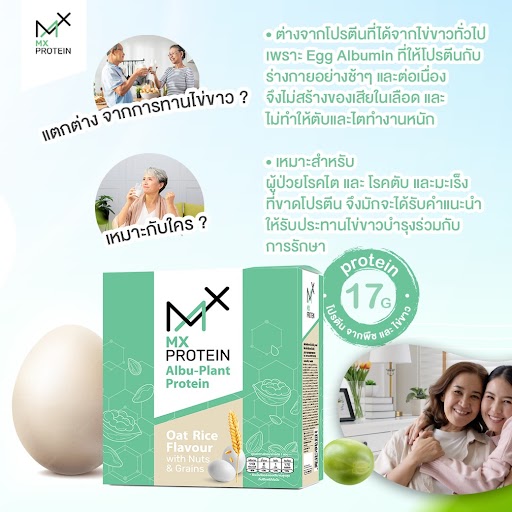 MX
PROTEIN
• ต่างจากโปรตีนที่ได้จากไข่ขาวทั่วไป
เพราะ Egg Albumin ที่ให้โปรตีนกับ
ร่างกายอย่างช้าๆ และต่อเนื่อง
จึงไม่สร้างของเสียในเลือด และ
ไม่ทำให้ตับและไตทำงานหนัก
แตกต่าง จากการทานไข่ขาว ?
• เหมาะสำหรับ
ผู้ป่วยโรคไต และ โรคตับ และมะเร็ง
ที่ขาดโปรตีน จึงมักจะได้รับคำแนะนำ
ให้รับประทานไข่ขาวบำรุงร่วมกับ
การรักษา
เหมาะกับใคร ?
protein
17G
โปรตีน จากพืช และ ไข่ขาว
MX
MX
PROTEIN
Albu-Plant
Protein
Oat Rice
Flavour
with Nuts
& Grains